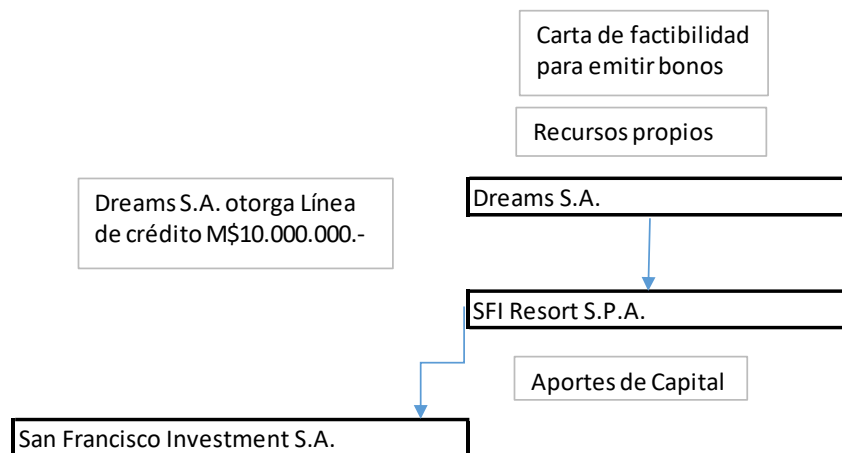 Carta de factibilidad
para emitir bonos
Recursos propios
Dreams S.A. otorga Línea
de crédito M$10.000.000.-
Dreams S.A.
SFI Resort S.P.A.
Aportes de Capital
San Francisco Investment S.A.